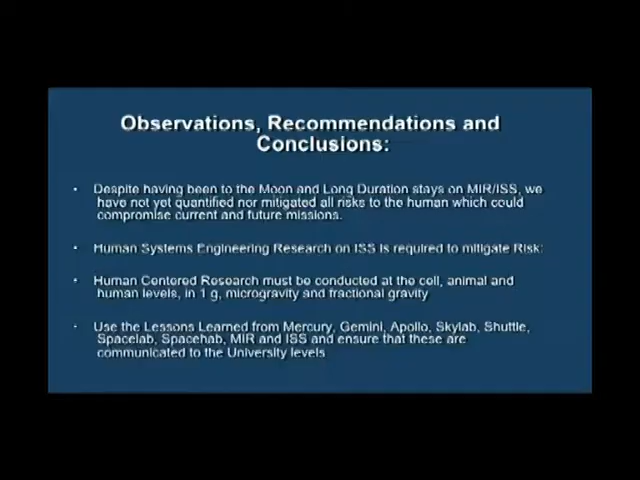 Observations, Recommendations and
Conclusions:
• Despite having been to the Moon and Long Duration stays on MIR/ISS, we
have not yet quantified nor mitigated all risks to the human which could
compromise current and future missions.
• Human Systems Engineering Research on ISS is required to mitigate Risk:
• Human Centered Research must be conducted at the cell, animal and
human levels, in 1 g, microgravity and fractional gravity
• Use the Lessons Learned from Mercury, Gemini, Apollo, Skylab, Shuttle,
Spacelab, Spacehab, MIR and ISS and ensure that these are
communicated to the University levels